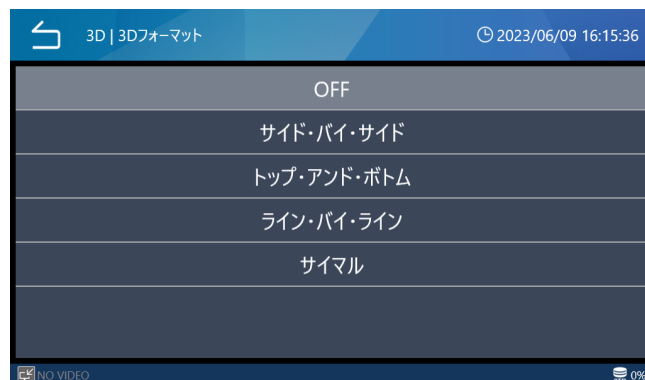 3D | 3Dフォーマット
2023/06/09 16:15:36
OFF
サイド・バイ・サイド
トップ・アンド・ボトム
ライン・バイ・ライン
サイマル
NO VIDEO
0%